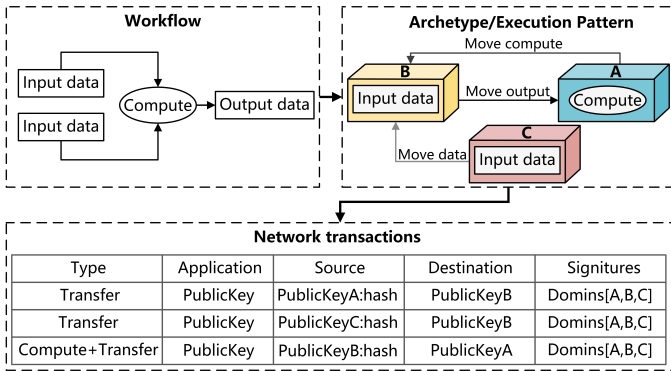 Workflow
Input data
Input data
Compute
Output data
Archetype/Execution Pattern
Move compute
B
A
Input data
Move output
Compute
C
Move data
Input data
Network transactions
Type Application Source Destination Signitures
Transfer PublicKey PublicKeyA:hash PublicKeyB Domins[A,B,C]
Transfer PublicKey PublicKeyC:hash PublicKeyB Domins[A,B,C]
Compute+Transfer PublicKey PublicKeyB:hash PublicKeyA Domins[A,B,C]